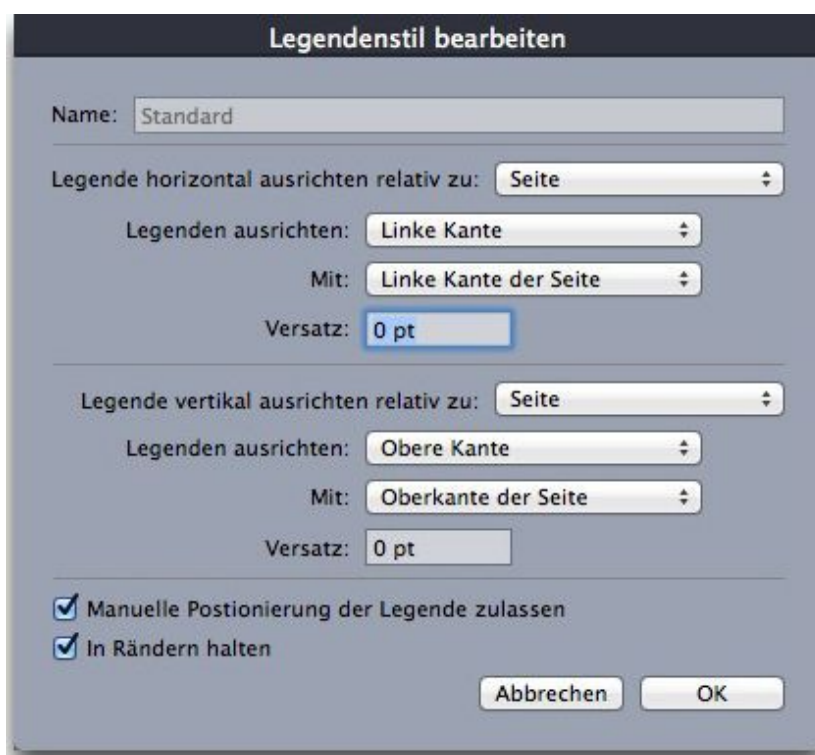 Legendenstil bearbeiten
Name: Standard
Legende horizontal ausrichten relativ zu: Seite
Legenden ausrichten: Linke Kante
Mit: Linke Kante der Seite
Versatz: 0 pt
Legende vertikal ausrichten relativ zu: Seite
Legenden ausrichten: Obere Kante
Mit: Oberkante der Seite
Versatz: 0 pt
Manuelle Postionierung der Legende zulassen
In Rändern halten
Abbrechen OK